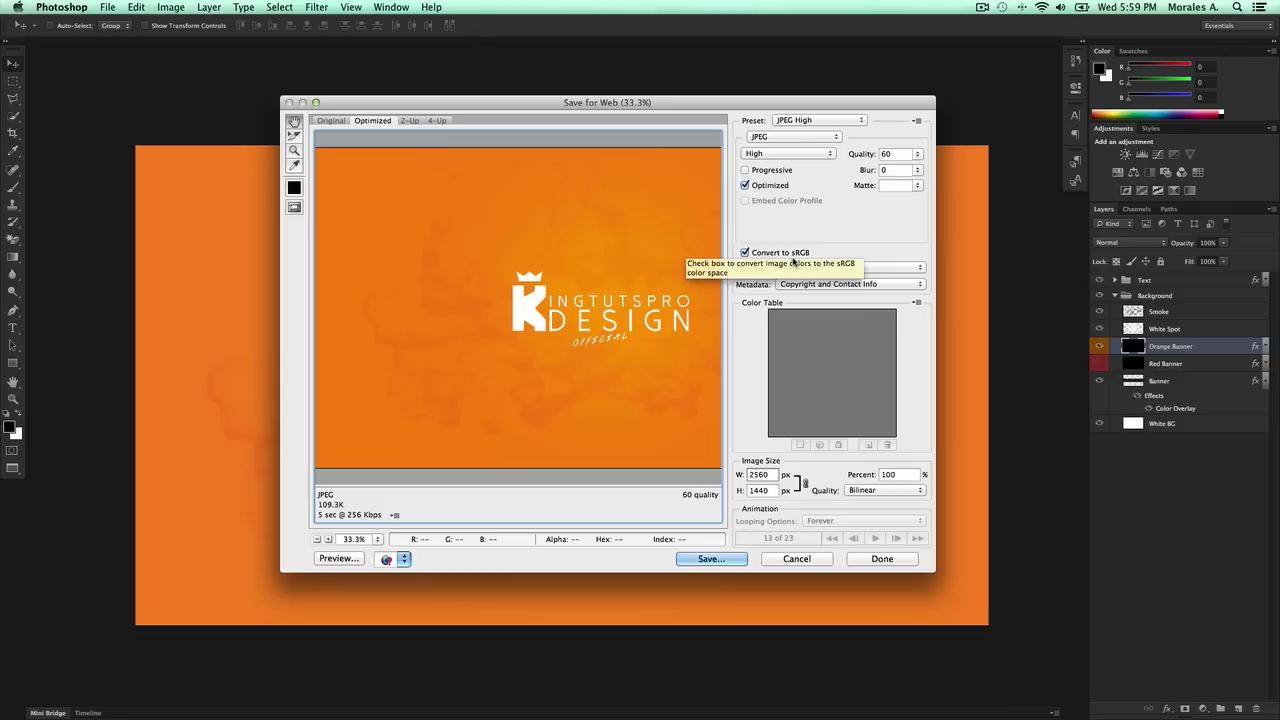 Photoshop File Edit Image Layer Type Select Filter View Window Help Wed 5:59 PM Morales A.
Auto-Select: Group Show Transform Controls Essentials
Color Swatches
R 0
G 0
B 0
Adjustments Styles
Add an adjustment
Layers Channels Paths
Kind
Normal Opacity: 100%
Lock: Fill: 100%
Text fx
Background
Smoke
White Spot
Orange Banner fx
Red Banner fx
Banner fx
Effects
Color Overlay
White BG
Save for Web (33.3%)
Original Optimized 2-Up 4-Up
KINGTUTSPRO
DESIGN
OFFICIAL
JPEG 60 quality
109.3K
5 sec @ 256 Kbps
33.3% R: -- G: -- B: -- Alpha: -- Hex: -- Index: --
Preview... Save... Cancel Done
Preset: JPEG High
JPEG
High Quality: 60
Progressive Blur: 0
Optimized Matte:
Embed Color Profile
Convert to sRGB
Check box to convert image colors to the sRGB
color space
Metadata: Copyright and Contact Info
Color Table
Image Size
W: 2560 px Percent: 100 %
H: 1440 px Quality: Bilinear
Animation
Looping Options: Forever
13 of 23
Mini Bridge Timeline